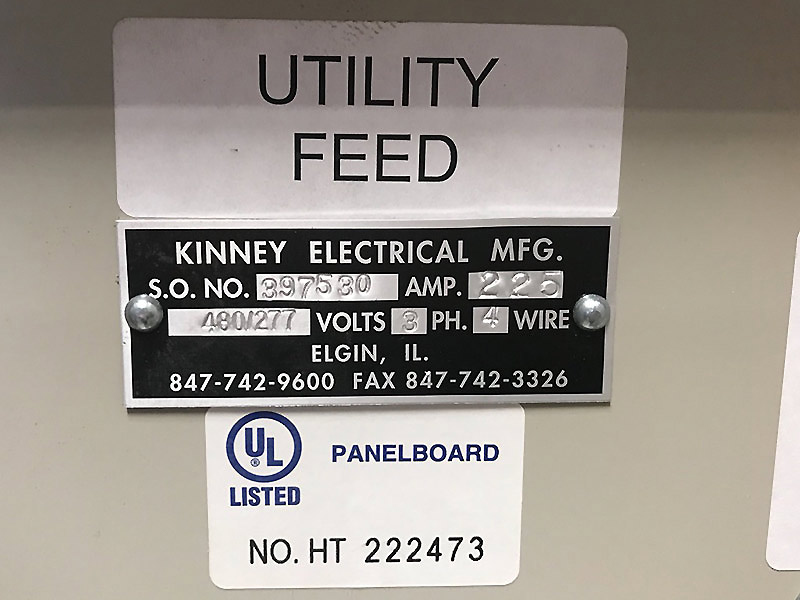 UTILITY
FEED
KINNEY ELECTRICAL MFG.
S.O. NO. 397530 AMP. 225
480/277 VOLTS 3 PH. 4 WIRE
ELGIN, IL.
847-742-9600 FAX 847-742-3326
UL ®
LISTED
PANELBOARD
NO. HT 222473